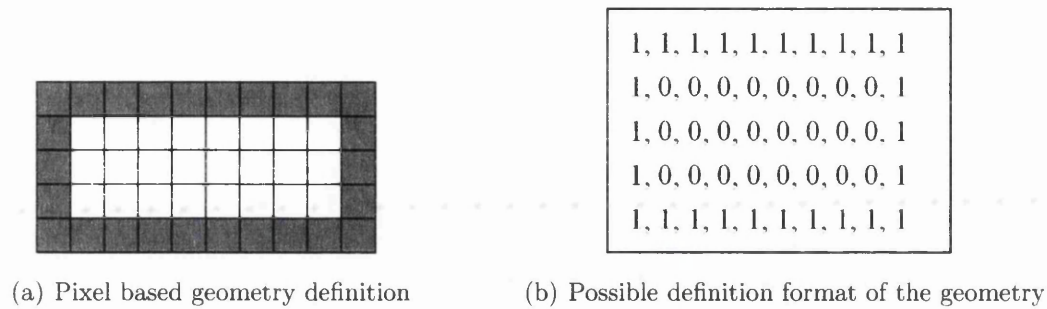 1, 1, 1, 1, 1, 1, 1, 1, 1, 1
1, 0, 0, 0, 0, 0, 0, 0, 0, 1
1, 0, 0, 0, 0, 0, 0, 0, 0, 1
1, 0, 0, 0, 0, 0, 0, 0, 0, 1
1, 1, 1, 1, 1, 1, 1, 1, 1, 1
(a) Pixel based geometry definition
(b) Possible definition format of the geometry